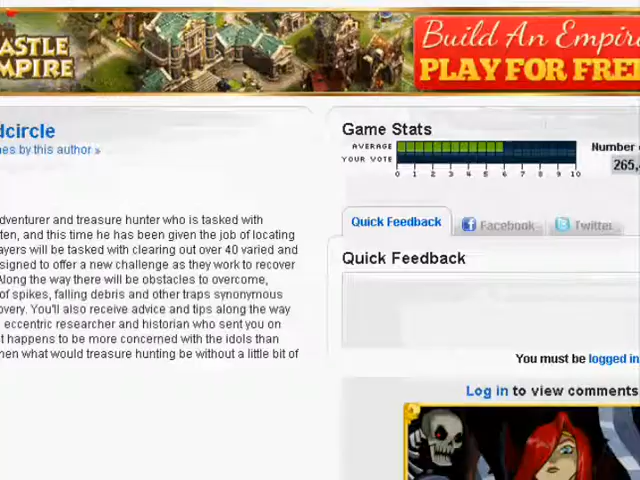 ASTLE
MPIRE
Build An Empire
PLAY FOR FREE
dcircle
nes by this author »
dventurer and treasure hunter who is tasked with
ten, and this time he has been given the job of locating
ayers will be tasked with clearing out over 40 varied and
signed to offer a new challenge as they work to recover
Along the way there will be obstacles to overcome,
of spikes, falling debris and other traps synonymous
overy. You'll also receive advice and tips along the way
eccentric researcher and historian who sent you on
t happens to be more concerned with the idols than
hen what would treasure hunting be without a little bit of
Game Stats
AVERAGE
YOUR VOTE
0 1 2 3 4 5 6 7 8 9 10
Number
265,
Quick Feedback
Facebook
Twitter
Quick Feedback
You must be logged in
Log in to view comments